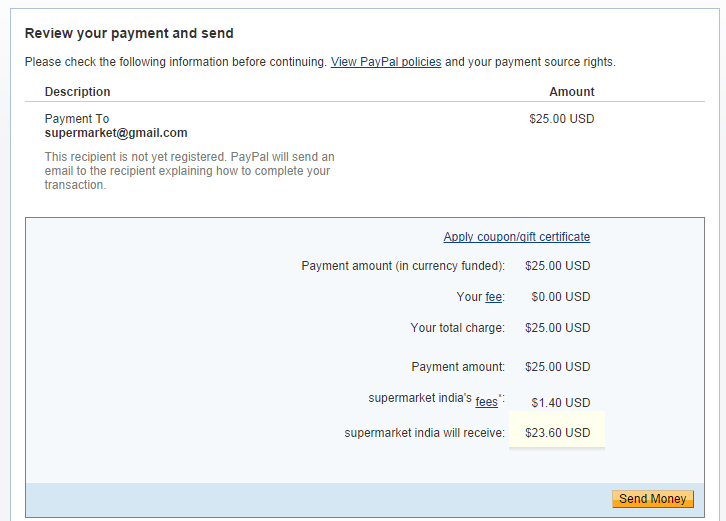 Review your payment and send
Please check the following information before continuing. View PayPal policies and your payment source rights.
Description Amount
Payment To $25.00 USD
supermarket@gmail.com
This recipient is not yet registered. PayPal will send an
email to the recipient explaining how to complete your
transaction.
Apply coupon/gift certificate
Payment amount (in currency funded): $25.00 USD
Your fee: $0.00 USD
Your total charge: $25.00 USD
Payment amount: $25.00 USD
supermarket india's fees*: $1.40 USD
supermarket india will receive: $23.60 USD
Send Money